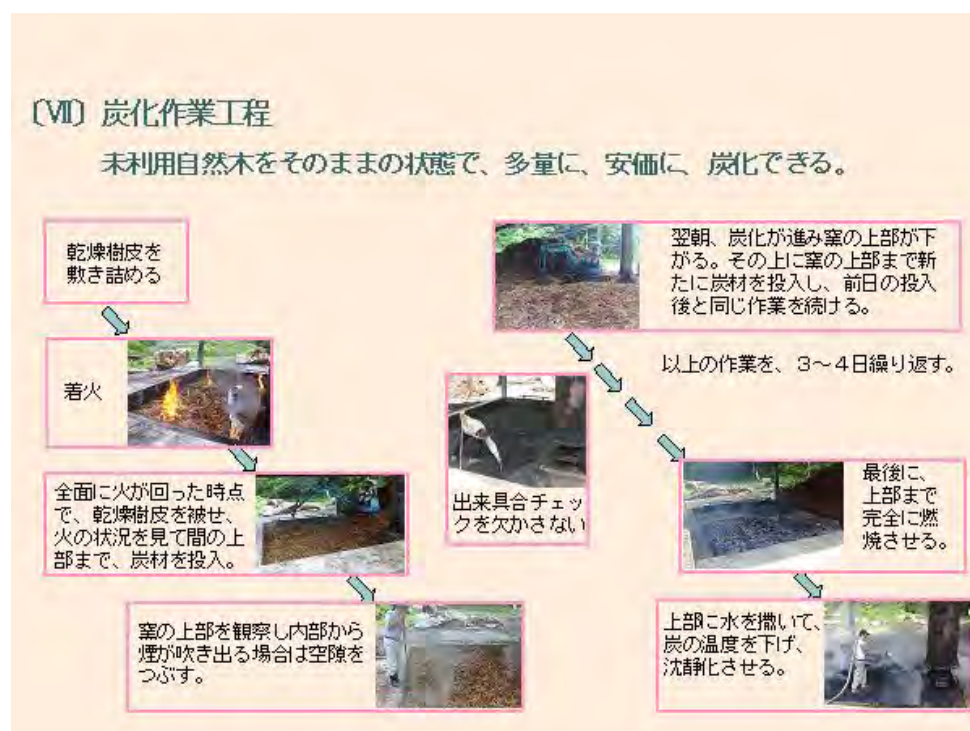 〔Ⅶ〕炭化作業工程
未利用自然木をそのままの状態で、多量に、安価に、炭化できる。
乾燥樹皮を
敷き詰める
着火
全面に火が回った時点
で、乾燥樹皮を被せ、
火の状況を見て間の上
部まで、炭材を投入。
窯の上部を観察し内部から
煙が吹き出る場合は空隙を
つぶす。
翌朝、炭化が進み窯の上部が下
がる。その上に窯の上部まで新
たに炭材を投入し、前日の投入
後と同じ作業を続ける。
以上の作業を、3〜4日繰り返す。
出来具合チェッ
クを欠かさない
最後に、
上部まで
完全に燃
焼させる。
上部に水を撒いて、
炭の温度を下げ、
沈静化させる。